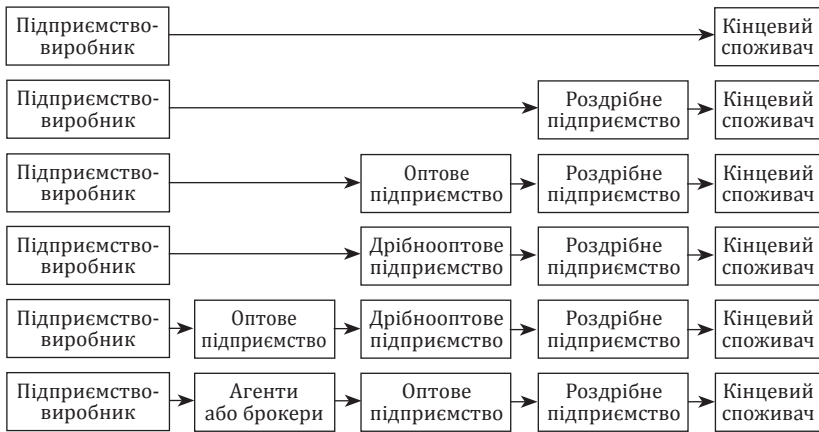 Підприємство-
виробник
Кінцевий
споживач
Підприємство-
виробник
Роздрібне
підприємство
Кінцевий
споживач
Підприємство-
виробник
Оптове
підприємство
Роздрібне
підприємство
Кінцевий
споживач
Підприємство-
виробник
Дрібнооптове
підприємство
Роздрібне
підприємство
Кінцевий
споживач
Підприємство-
виробник
Оптове
підприємство
Дрібнооптове
підприємство
Роздрібне
підприємство
Кінцевий
споживач
Підприємство-
виробник
Агенти
або брокери
Оптове
підприємство
Роздрібне
підприємство
Кінцевий
споживач